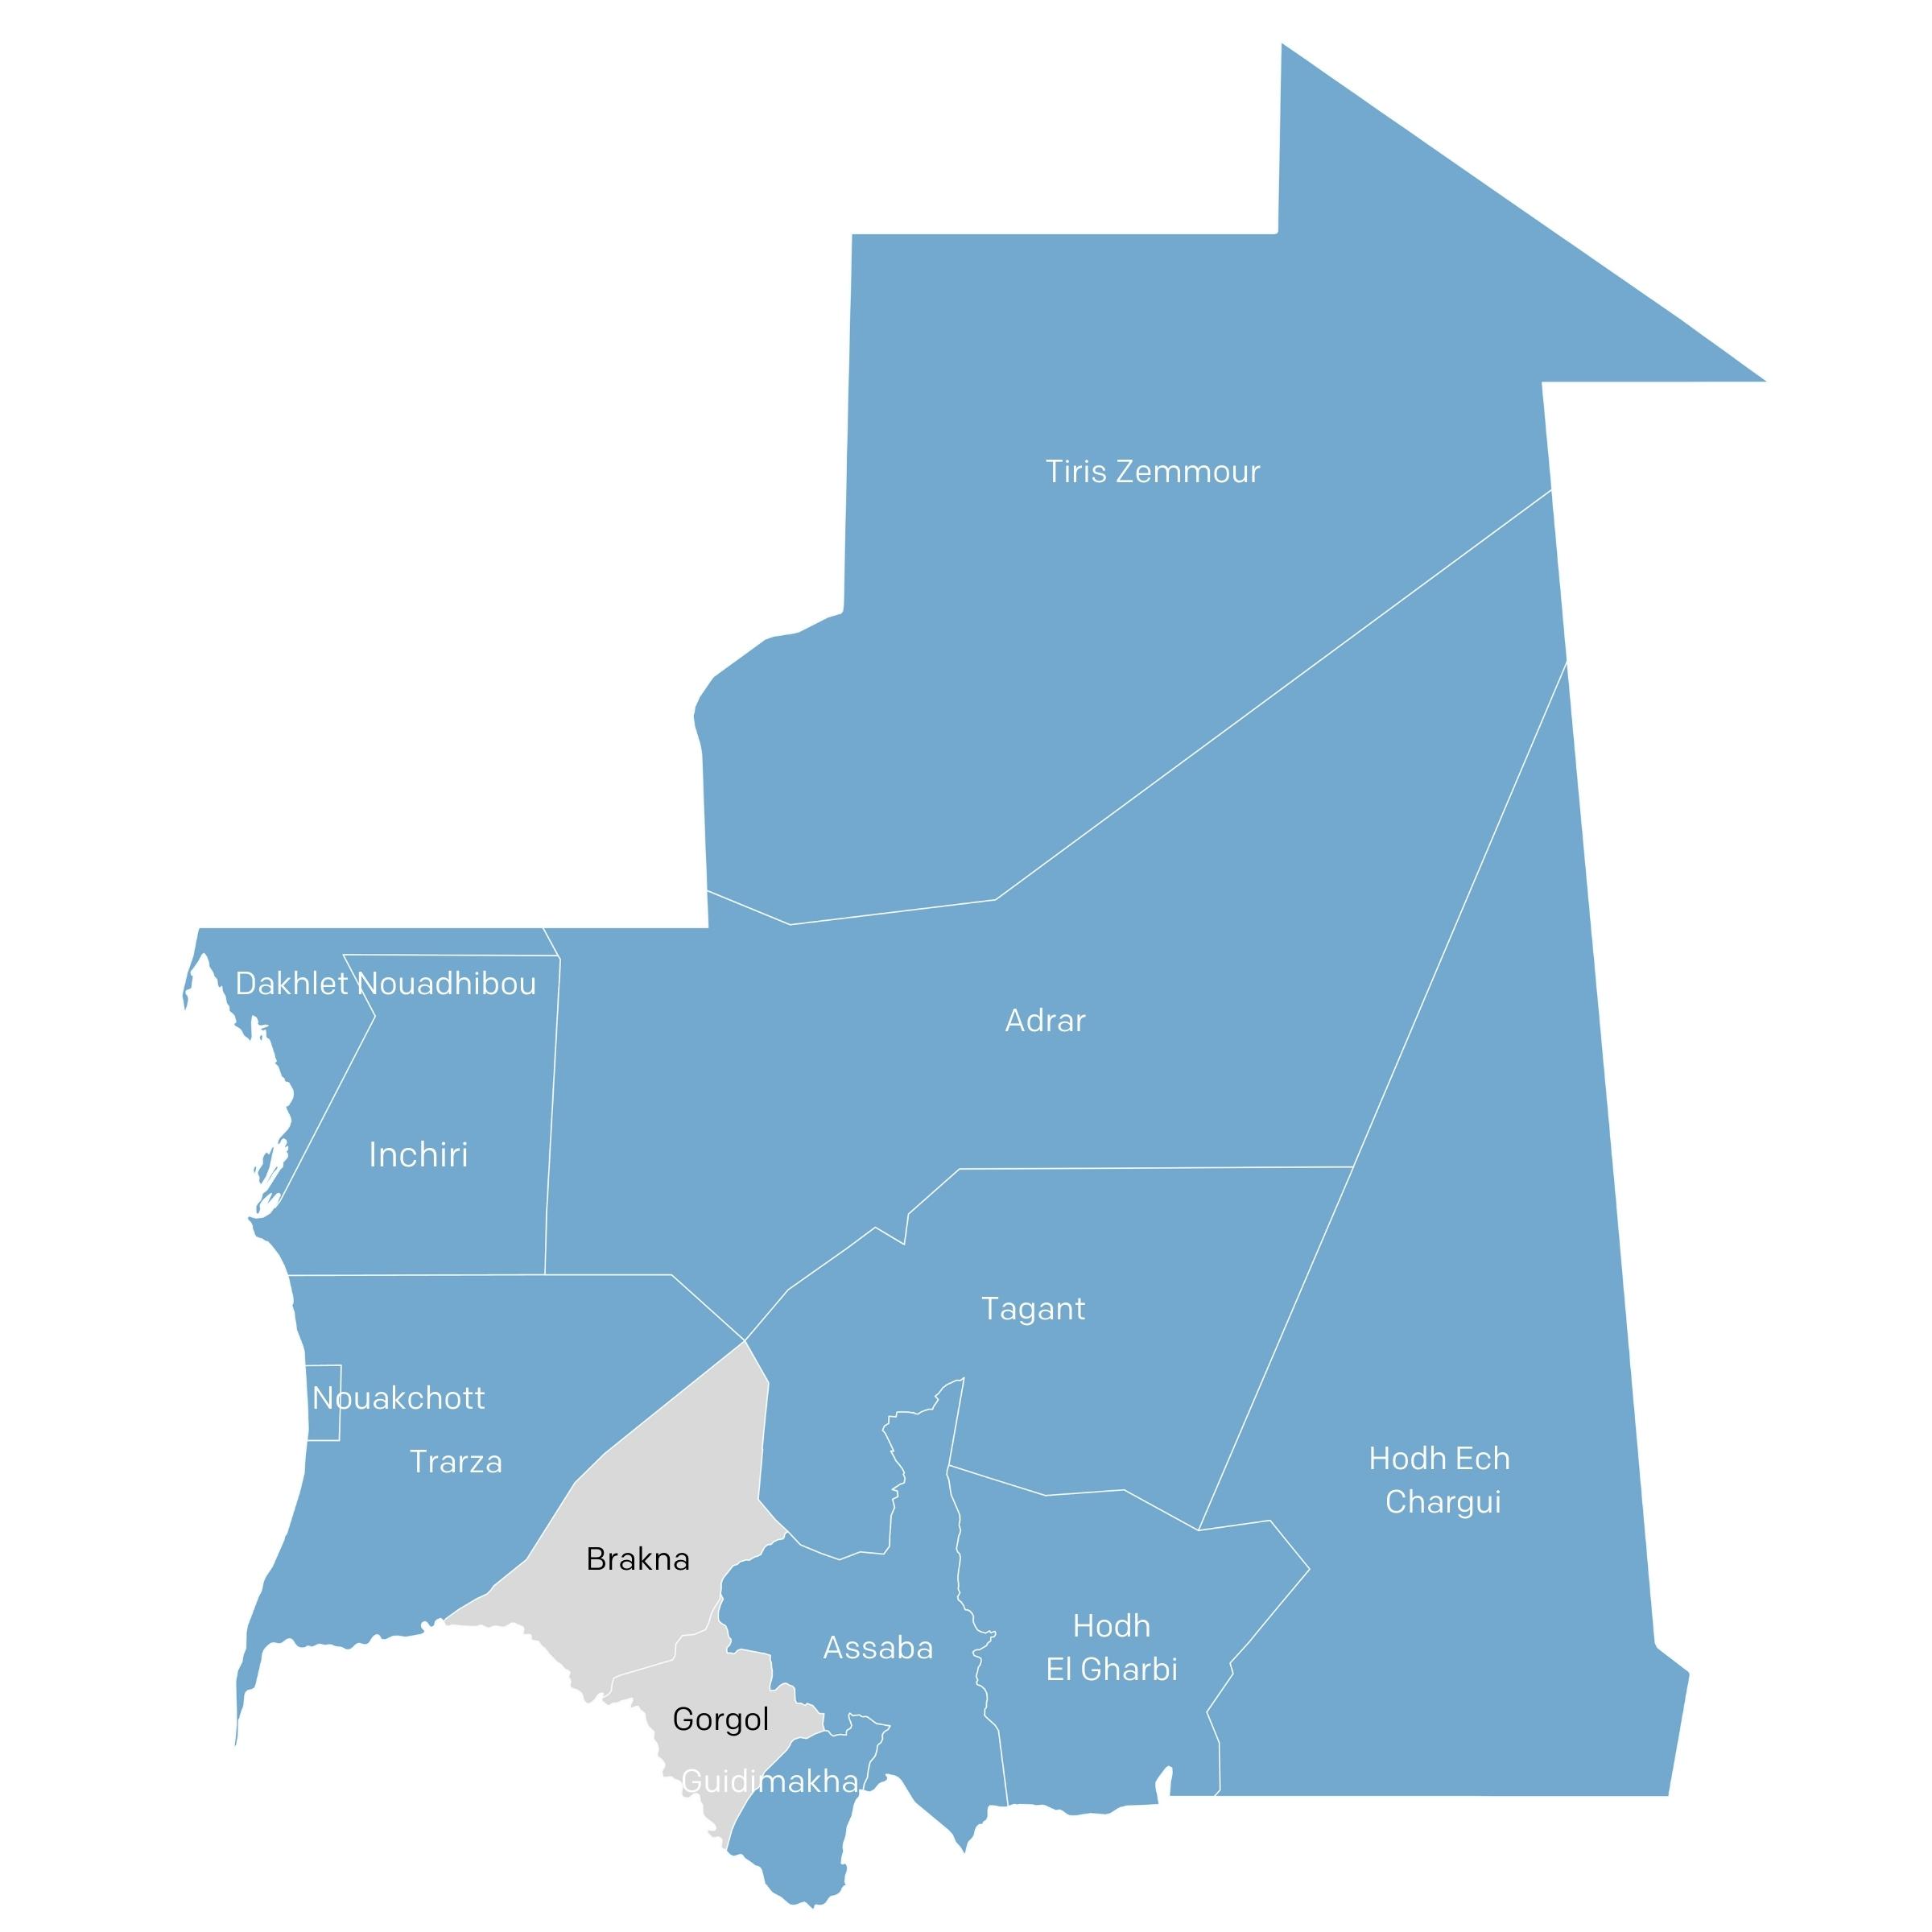 Tiris Zemmour
Dakhlet Nouadhibou
Adrar
Inchiri
Tagant
Nouakchott
Trarza
Hodh Ech
Chargui
Brakna
Hodh
El Gharbi
Assaba
Gorgol
Guidimakha